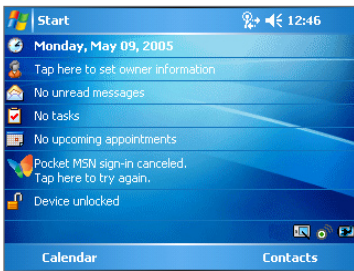 Start 12:46
Monday, May 09, 2005
Tap here to set owner information
No unread messages
No tasks
No upcoming appointments
Pocket MSN sign-in canceled.
Tap here to try again.
Device unlocked
Calendar Contacts